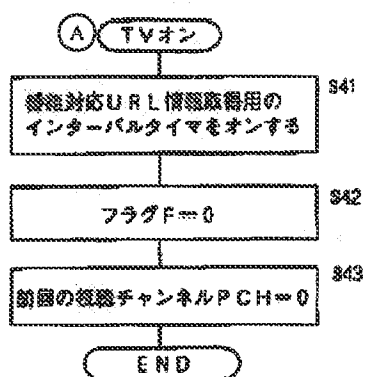 A TVオン
S41
番組対応URL情報取得用の
インターバルタイマをオンする
S42
フラグF=0
S43
前回の視聴チャンネルPCH=0
END